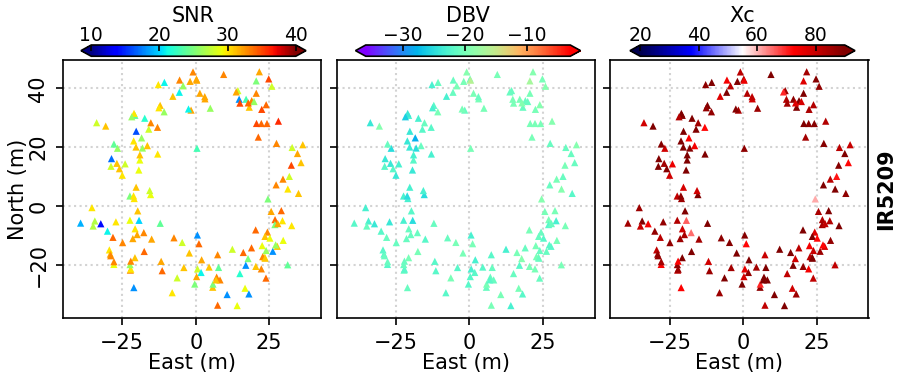 SNR DBV Xc
10 20 30 40 −30 −20 −10 20 40 60 80
40
20
0
−20
North (m)
IR5209
−25 0 25 −25 0 25 −25 0 25
East (m) East (m) East (m)